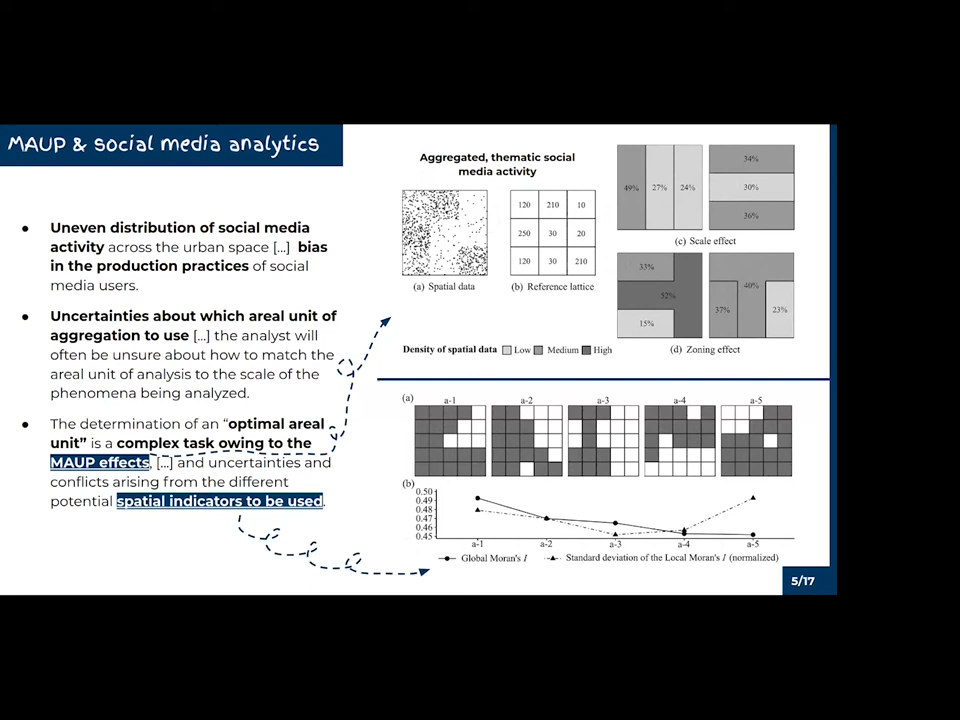 MAUP & social media analytics
● Uneven distribution of social media
activity across the urban space [...] bias
in the production practices of social
media users.
● Uncertainties about which areal unit of
aggregation to use [...] the analyst will
often be unsure about how to match the
areal unit of analysis to the scale of the
phenomena being analyzed.
● The determination of an “optimal areal
unit” is a complex task owing to the
MAUP effects, [...] and uncertainties and
conflicts arising from the different
potential spatial indicators to be used.
Aggregated, thematic social
media activity
120 210 10
250 30 20
120 30 210
(a) Spatial data (b) Reference lattice
49% 27% 24%
34%
30%
36%
(c) Scale effect
33%
52%
15%
40%
37%
23%
(d) Zoning effect
Density of spatial data Low Medium High
(a) a-1 a-2 a-3 a-4 a-5
(b)
0.50
0.49
0.48
0.47
0.46
0.45
a-1 a-2 a-3 a-4 a-5
Global Moran's I Standard deviation of the Local Moran's I (normalized)
5/17